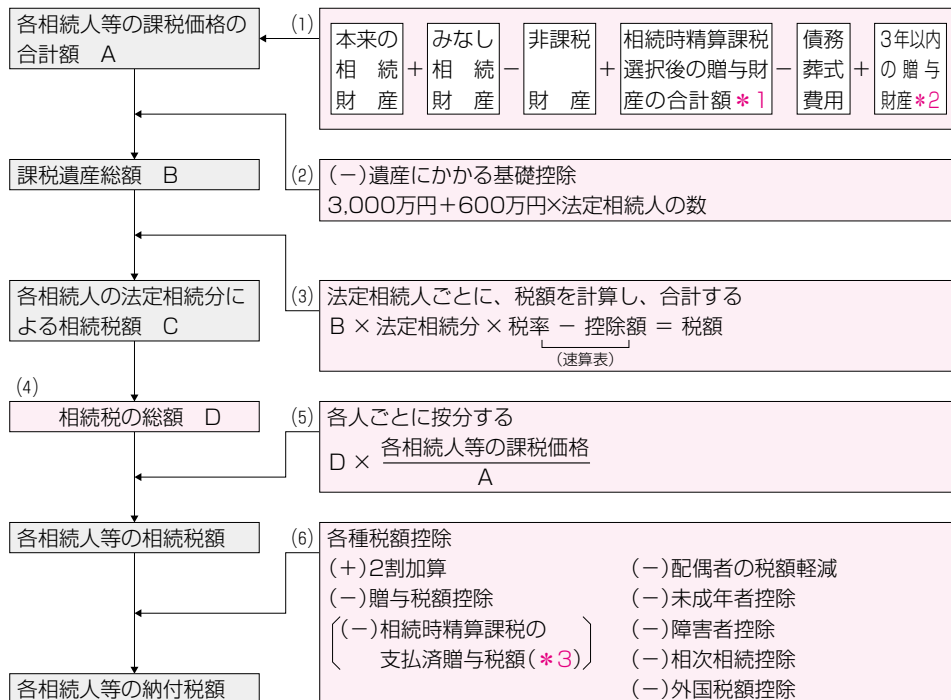 各相続人等の課税価格の
合計額　A
(1)
本来の
相　続
財　産
＋
みなし
相　続
財　産
－
非課税
財　産
＋
相続時精算課税
選択後の贈与財
産の合計額＊1
－
債務
葬式
費用
＋
3年以内
の贈与
財産＊2
課税遺産総額　B
(2)
(－)遺産にかかる基礎控除
3,000万円＋600万円×法定相続人の数
各相続人の法定相続分に
よる相続税額　C
(3)
法定相続人ごとに、税額を計算し、合計する
B × 法定相続分 × 税率 － 控除額 ＝ 税額
(速算表)
(4)
相続税の総額　D
(5)
各人ごとに按分する
D ×
各相続人等の課税価格
A
各相続人等の相続税額
(6)
各種税額控除
(＋)2割加算
(－)贈与税額控除
(－)相続時精算課税の
支払済贈与税額(＊3)
(－)配偶者の税額軽減
(－)未成年者控除
(－)障害者控除
(－)相次相続控除
(－)外国税額控除
各相続人等の納付税額